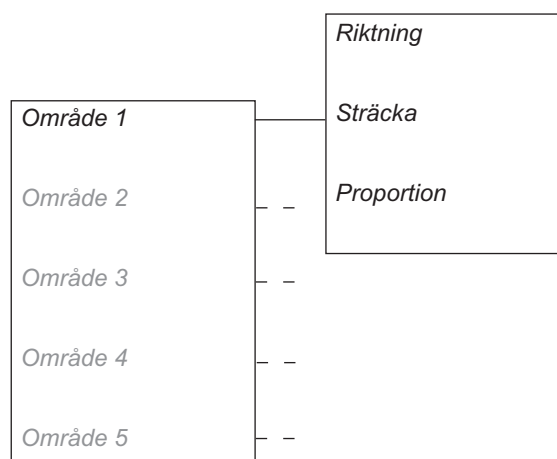 Område 1
Område 2
Område 3
Område 4
Område 5
Riktning
Sträcka
Proportion